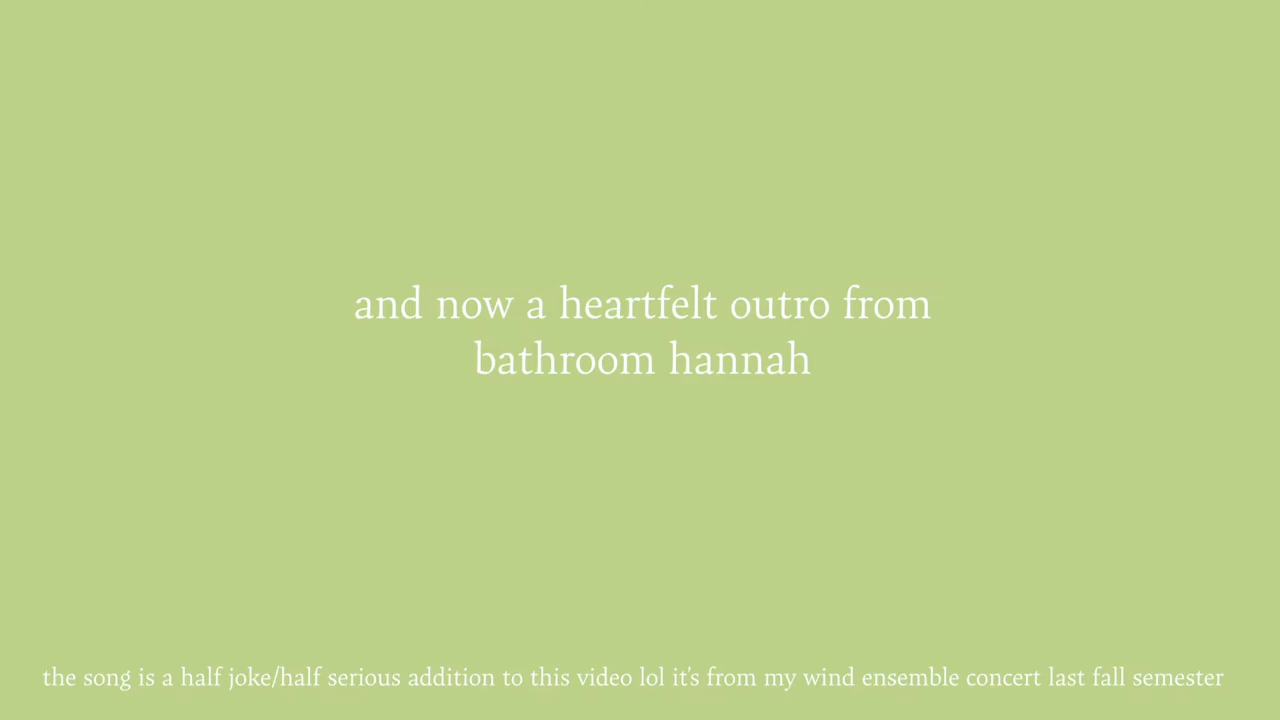 and now a heartfelt outro from
bathroom hannah
the song is a half joke/half serious addition to this video lol it's from my wind ensemble concert last fall semester